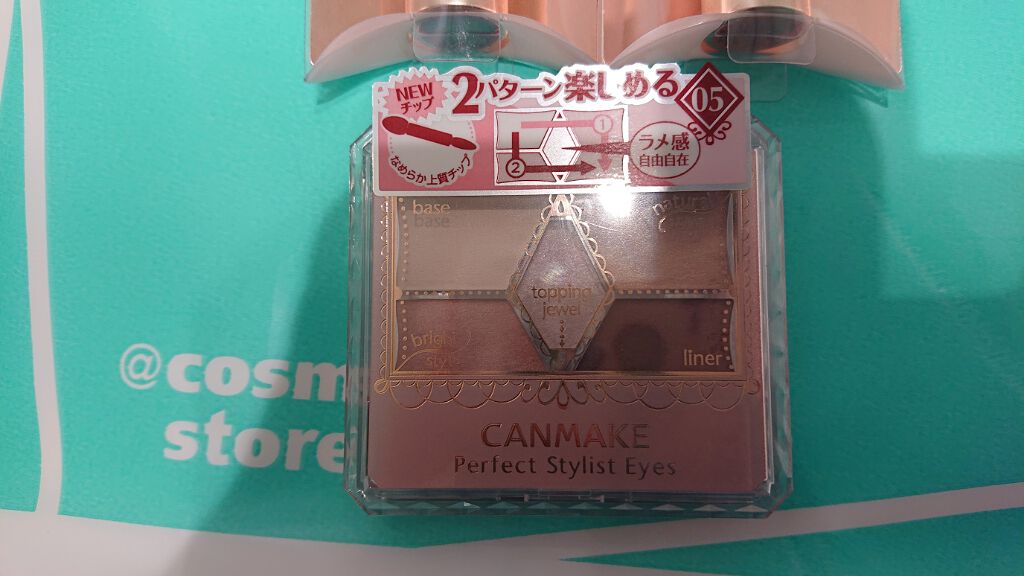 NEW
チップ
なめらか上質チップ
2パターン楽しめる
①
②
ラメ感
自由自在
05
base
natural
topping
jewel
bright
liner
CANMAKE
Perfect Stylist Eyes
@cosm
store